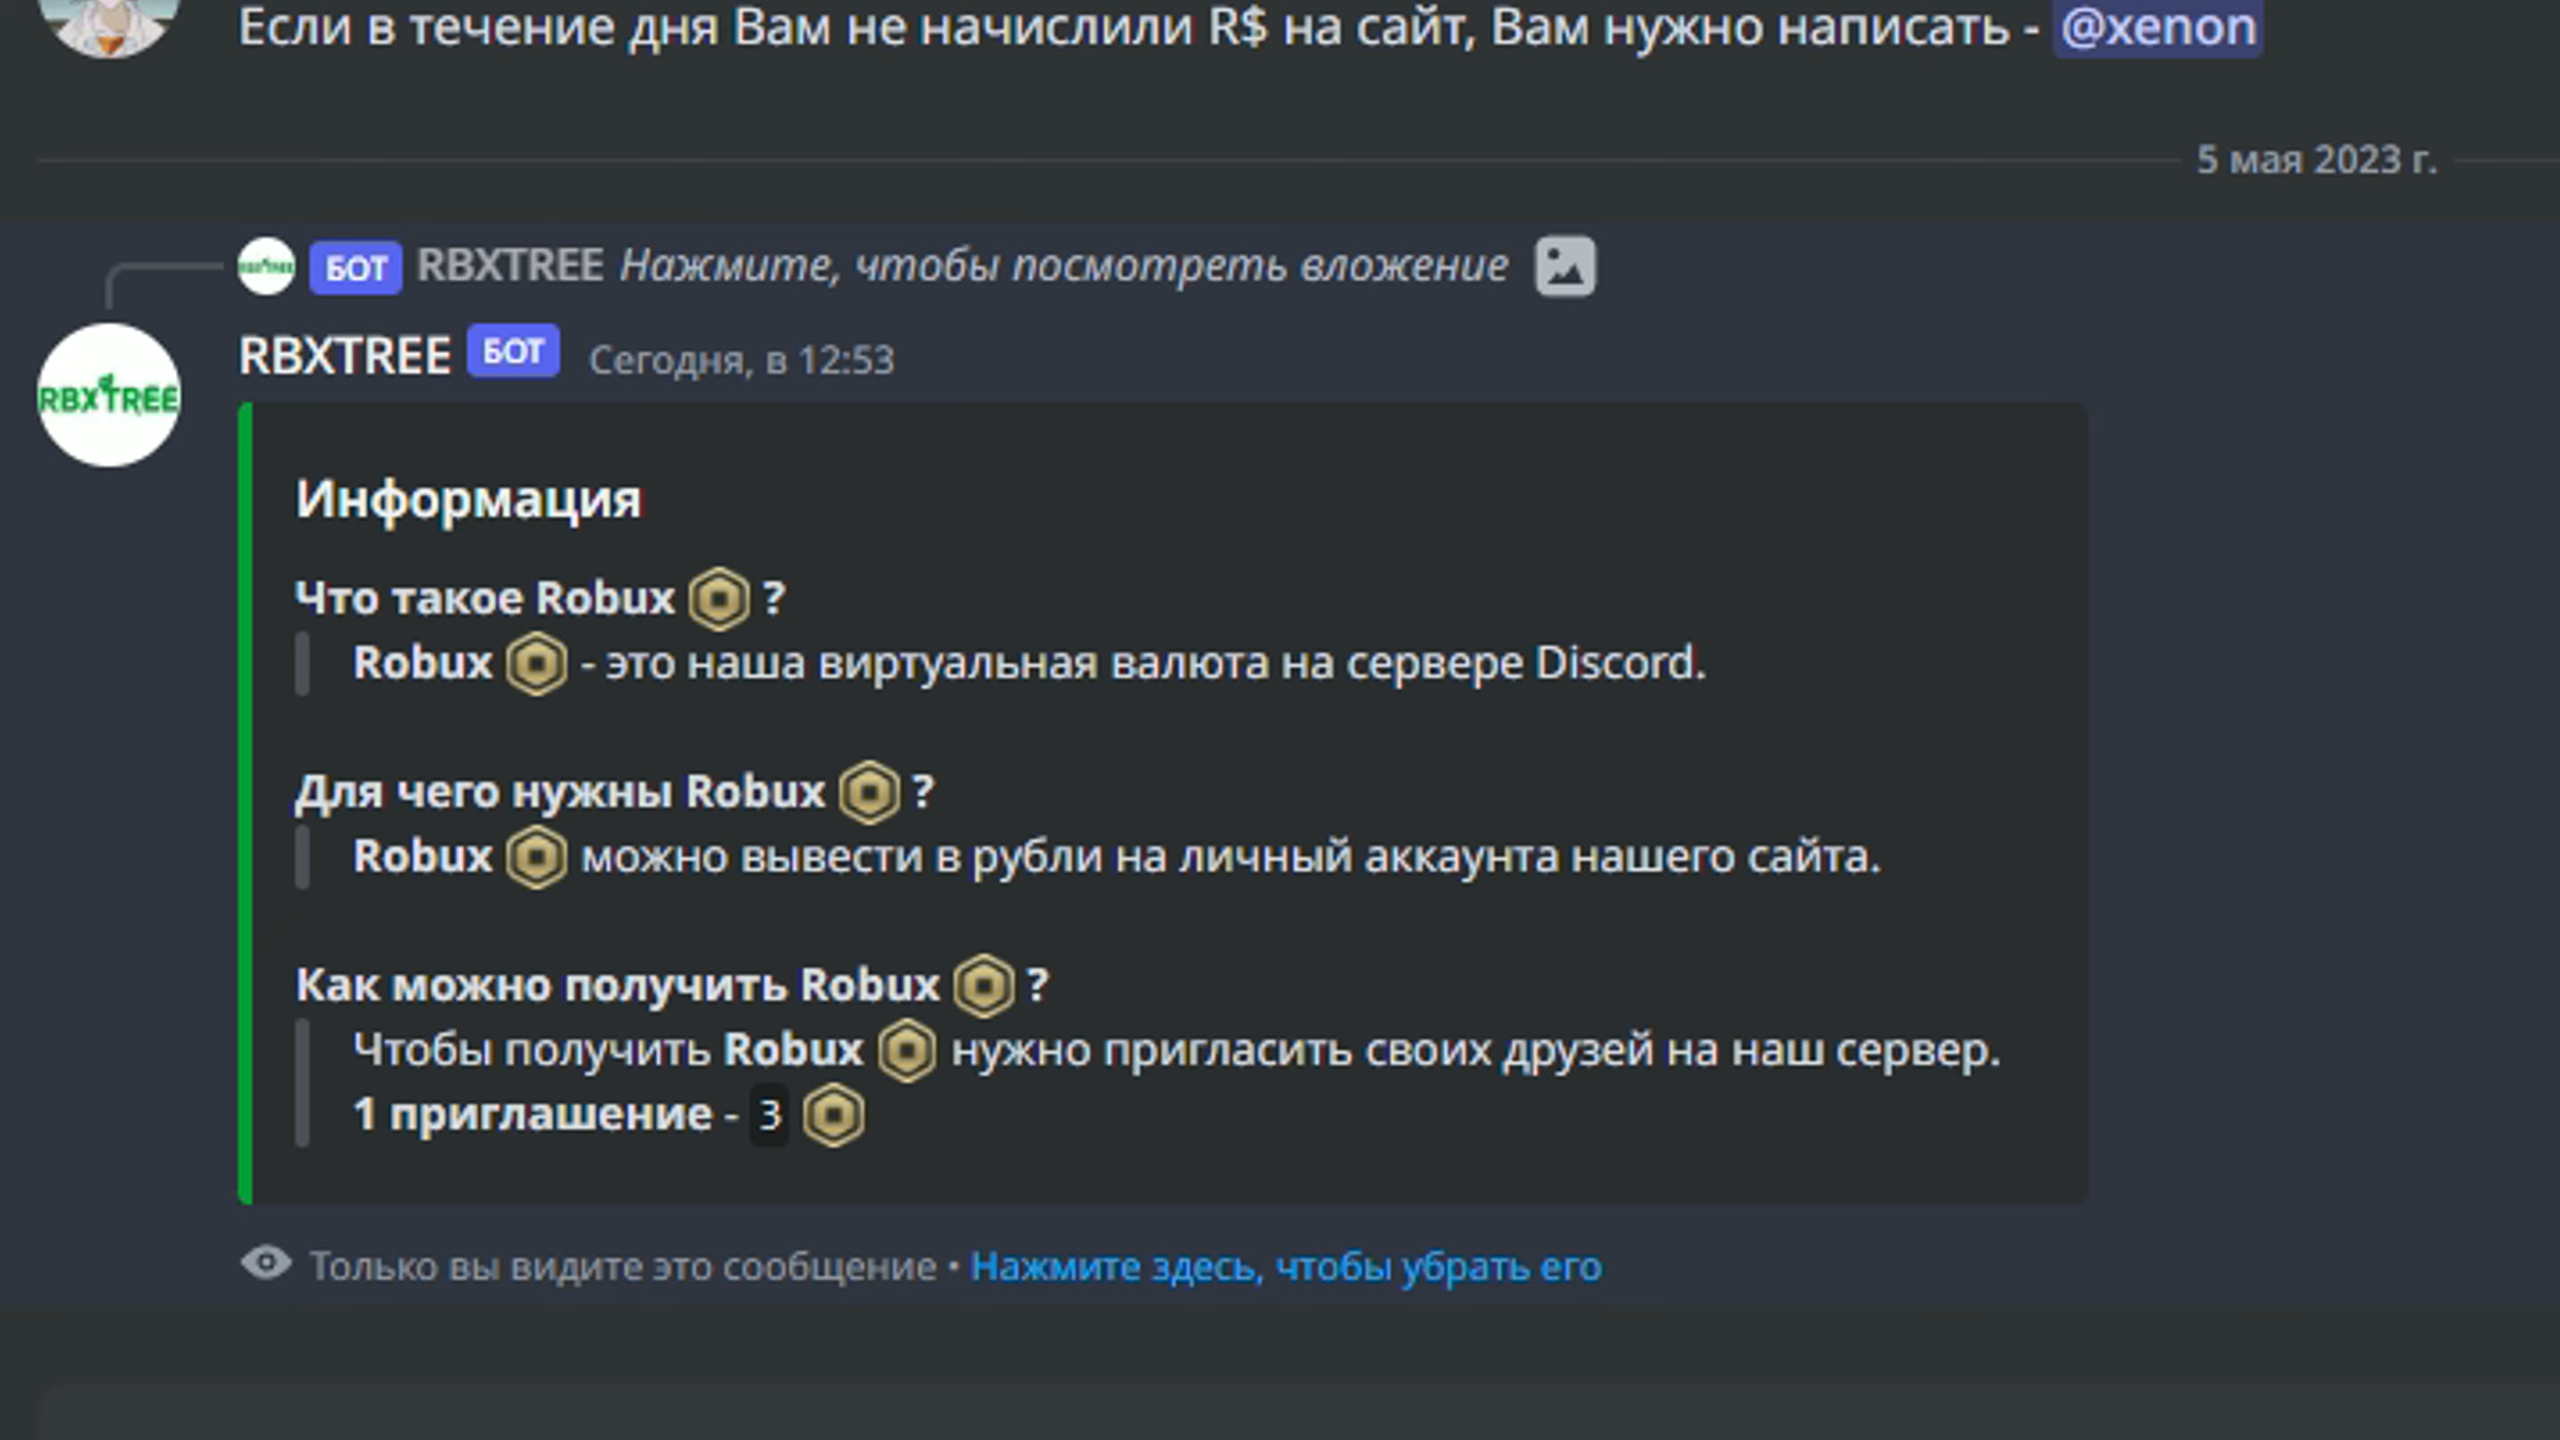 Если в течение дня Вам не начислили R$ на сайт, Вам нужно написать - @xenon
5 мая 2023 г.
RBXTREE БОТ RBXTREE Нажмите, чтобы посмотреть вложение
RBXTREE БОТ Сегодня, в 12:53
RBXTREE
Информация
Что такое Robux ?
Robux - это наша виртуальная валюта на сервере Discord.
Для чего нужны Robux ?
Robux можно вывести в рубли на личный аккаунта нашего сайта.
Как можно получить Robux ?
Чтобы получить Robux нужно пригласить своих друзей на наш сервер.
1 приглашение - 3
Только вы видите это сообщение • Нажмите здесь, чтобы убрать его